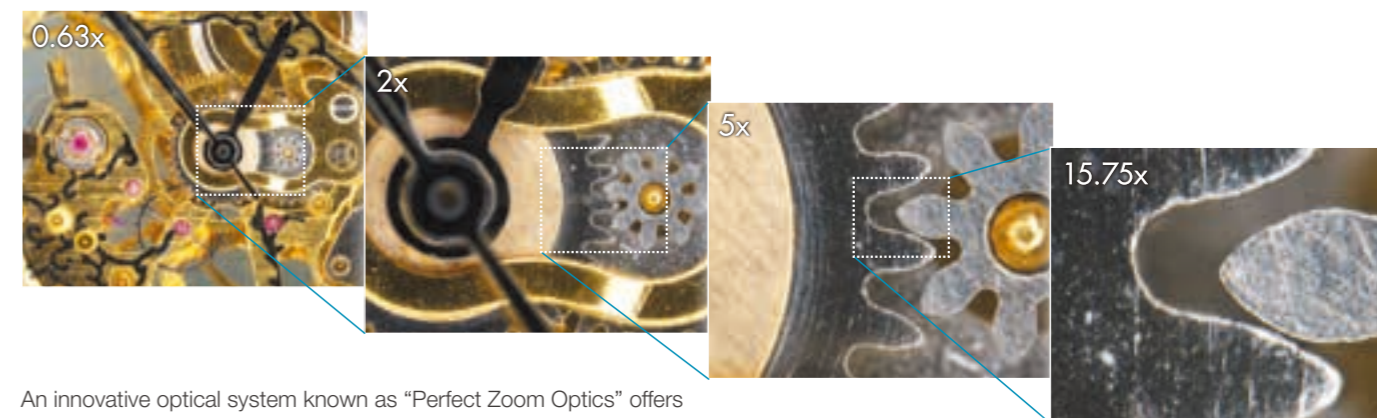 0.63x
2x
5x
15.75x
An innovative optical system known as “Perfect Zoom Optics” offers